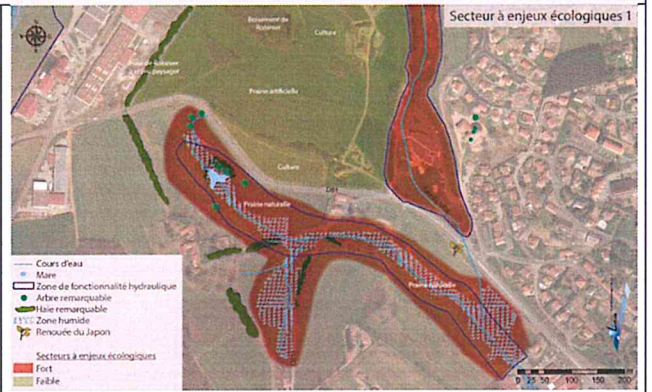 Secteur à enjeux écologiques 1
Boisement de
Robinier
Culture
Prairie artificielle
Culture
Prairie naturelle
Prairie naturelle
Cours d'eau
Mare
Zone de fonctionnalité hydraulique
Arbre remarquable
Haie remarquable
Zone humide
Renouée du Japon
Secteurs à enjeux écologiques
Fort
Faible
0 25 50 100 150 200